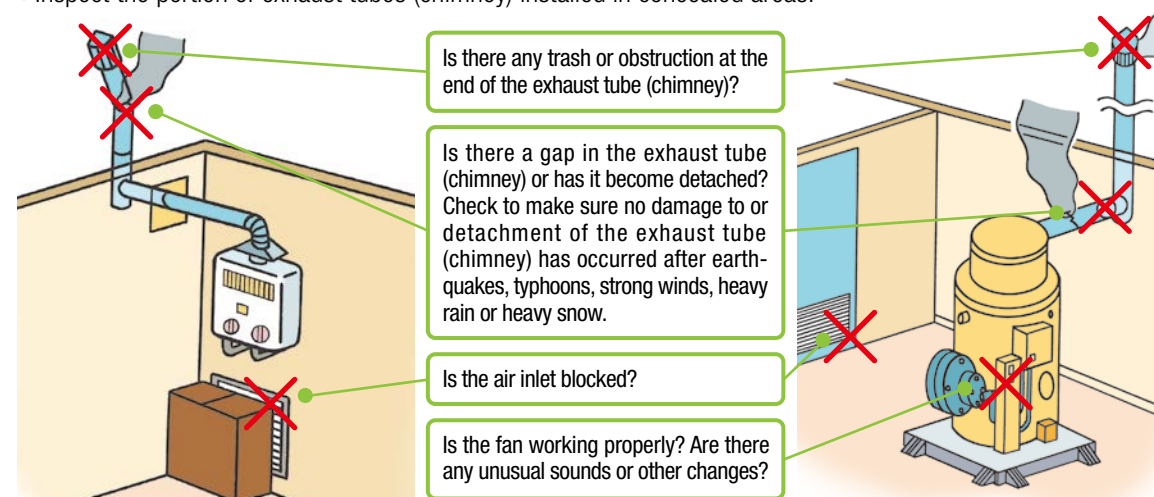 Inspect the portion of exhaust tubes (chimney) installed in concealed areas.
Is there any trash or obstruction at the
end of the exhaust tube (chimney)?
Is there a gap in the exhaust tube
(chimney) or has it become detached?
Check to make sure no damage to or
detachment of the exhaust tube
(chimney) has occurred after earth-
quakes, typhoons, strong winds, heavy
rain or heavy snow.
Is the air inlet blocked?
Is the fan working properly? Are there
any unusual sounds or other changes?